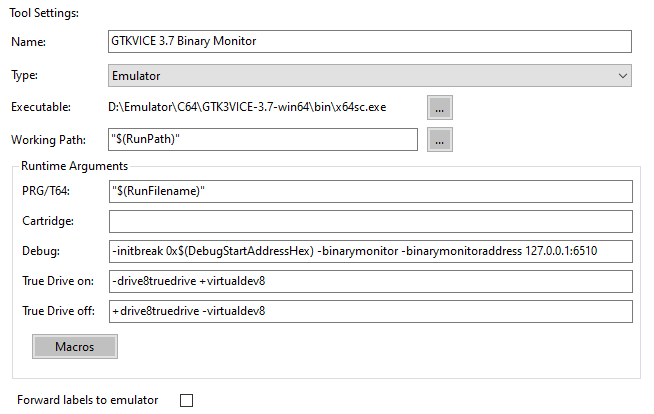 Tool Settings:
Name: GTKVICE 3.7 Binary Monitor
Type: Emulator
Executable: D:\Emulator\C64\GTK3VICE-3.7-win64\bin\x64sc.exe ...
Working Path: "$(RunPath)" ...
Runtime Arguments
PRG/T64: "$(RunFilename)"
Cartridge:
Debug: -initbreak 0x$(DebugStartAddressHex) -binarymonitor -binarymonitoraddress 127.0.0.1:6510
True Drive on: -drive8truedrive +virtualdev8
True Drive off: +drive8truedrive -virtualdev8
Macros
Forward labels to emulator